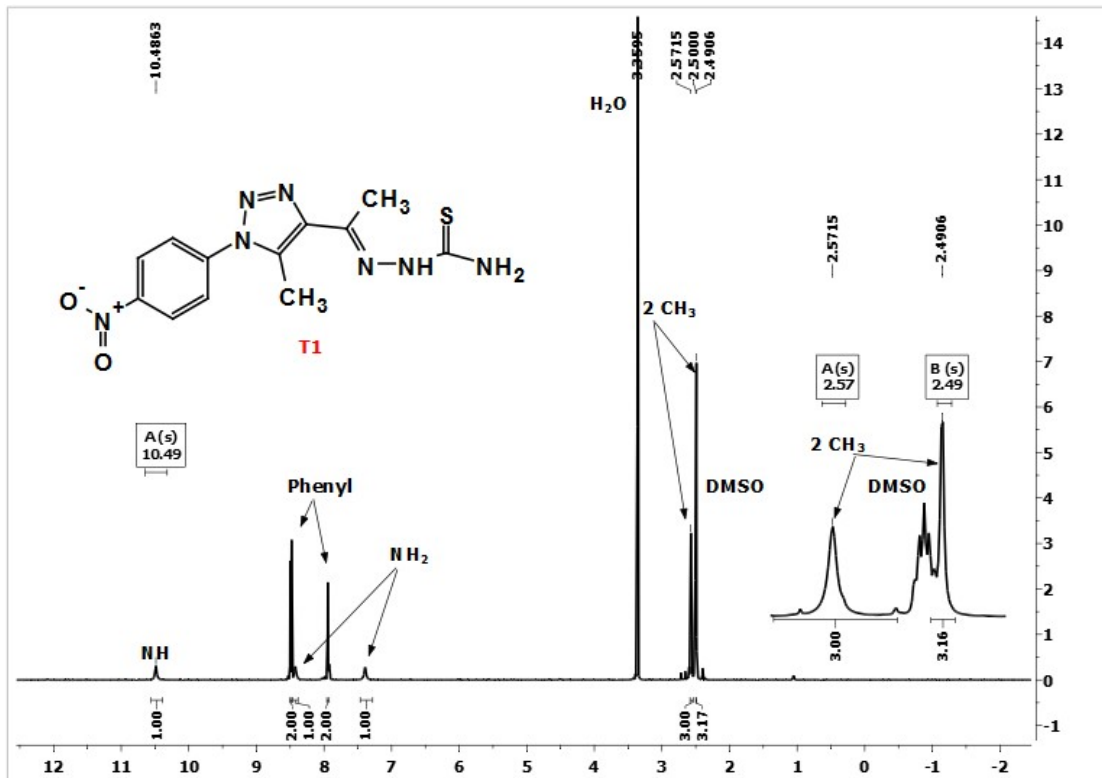 10.4863
3.3595
2.5715
2.5000
2.4906
14
13
12
11
10
9
8
7
6
5
4
3
2
1
0
-1
H₂O
N=N
N
N
CH₃
S
N
NH
NH₂
CH₃
O⁻
N⁺
O
T1
2.5715
2.4906
2 CH₃
A(s)
2.57
B (s)
2.49
A(s)
10.49
2 CH₃
Phenyl
DMSO
DMSO
NH₂
NH
3.00
3.16
1.00
2.00
1.00
2.00
1.00
3.00
3.17
12 11 10 9 8 7 6 5 4 3 2 1 0 -1 -2